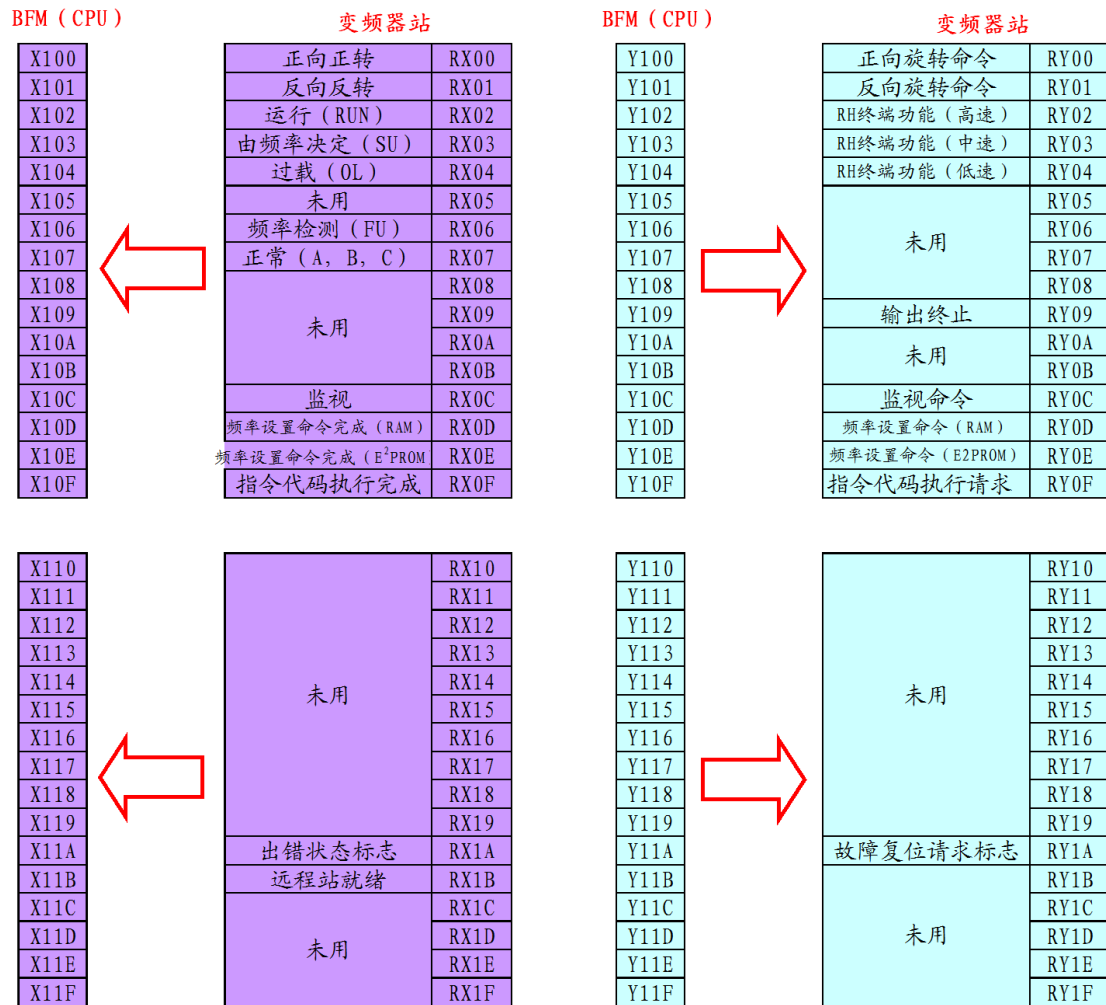 BFM（CPU） 变频器站 BFM（CPU） 变频器站
X100 正向正转 RX00 Y100 正向旋转命令 RY00
X101 反向反转 RX01 Y101 反向旋转命令 RY01
X102 运行（RUN） RX02 Y102 RH终端功能（高速） RY02
X103 由频率决定（SU） RX03 Y103 RH终端功能（中速） RY03
X104 过载（OL） RX04 Y104 RH终端功能（低速） RY04
X105 未用 RX05 Y105 RY05
X106 频率检测（FU） RX06 Y106 未用 RY06
X107 正常（A, B, C） RX07 Y107 RY07
X108 RX08 Y108 RY08
X109 未用 RX09 Y109 输出终止 RY09
X10A RX0A Y10A 未用 RY0A
X10B RX0B Y10B RY0B
X10C 监视 RX0C Y10C 监视命令 RY0C
X10D 频率设置命令完成（RAM） RX0D Y10D 频率设置命令（RAM） RY0D
X10E 频率设置命令完成（E²PROM RX0E Y10E 频率设置命令（E2PROM） RY0E
X10F 指令代码执行完成 RX0F Y10F 指令代码执行请求 RY0F
X110 RX10 Y110 RY10
X111 RX11 Y111 RY11
X112 RX12 Y112 RY12
X113 RX13 Y113 RY13
X114 未用 RX14 Y114 未用 RY14
X115 RX15 Y115 RY15
X116 RX16 Y116 RY16
X117 RX17 Y117 RY17
X118 RX18 Y118 RY18
X119 RX19 Y119 RY19
X11A 出错状态标志 RX1A Y11A 故障复位请求标志 RY1A
X11B 远程站就绪 RX1B Y11B RY1B
X11C RX1C Y11C RY1C
X11D 未用 RX1D Y11D 未用 RY1D
X11E RX1E Y11E RY1E
X11F RX1F Y11F RY1F